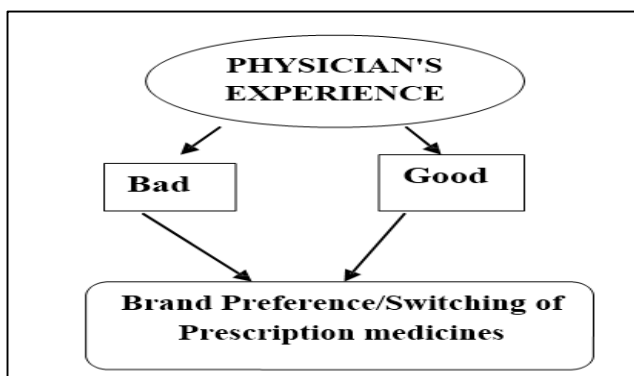 PHYSICIAN'S
EXPERIENCE
Bad
Good
Brand Preference/Switching of
Prescription medicines